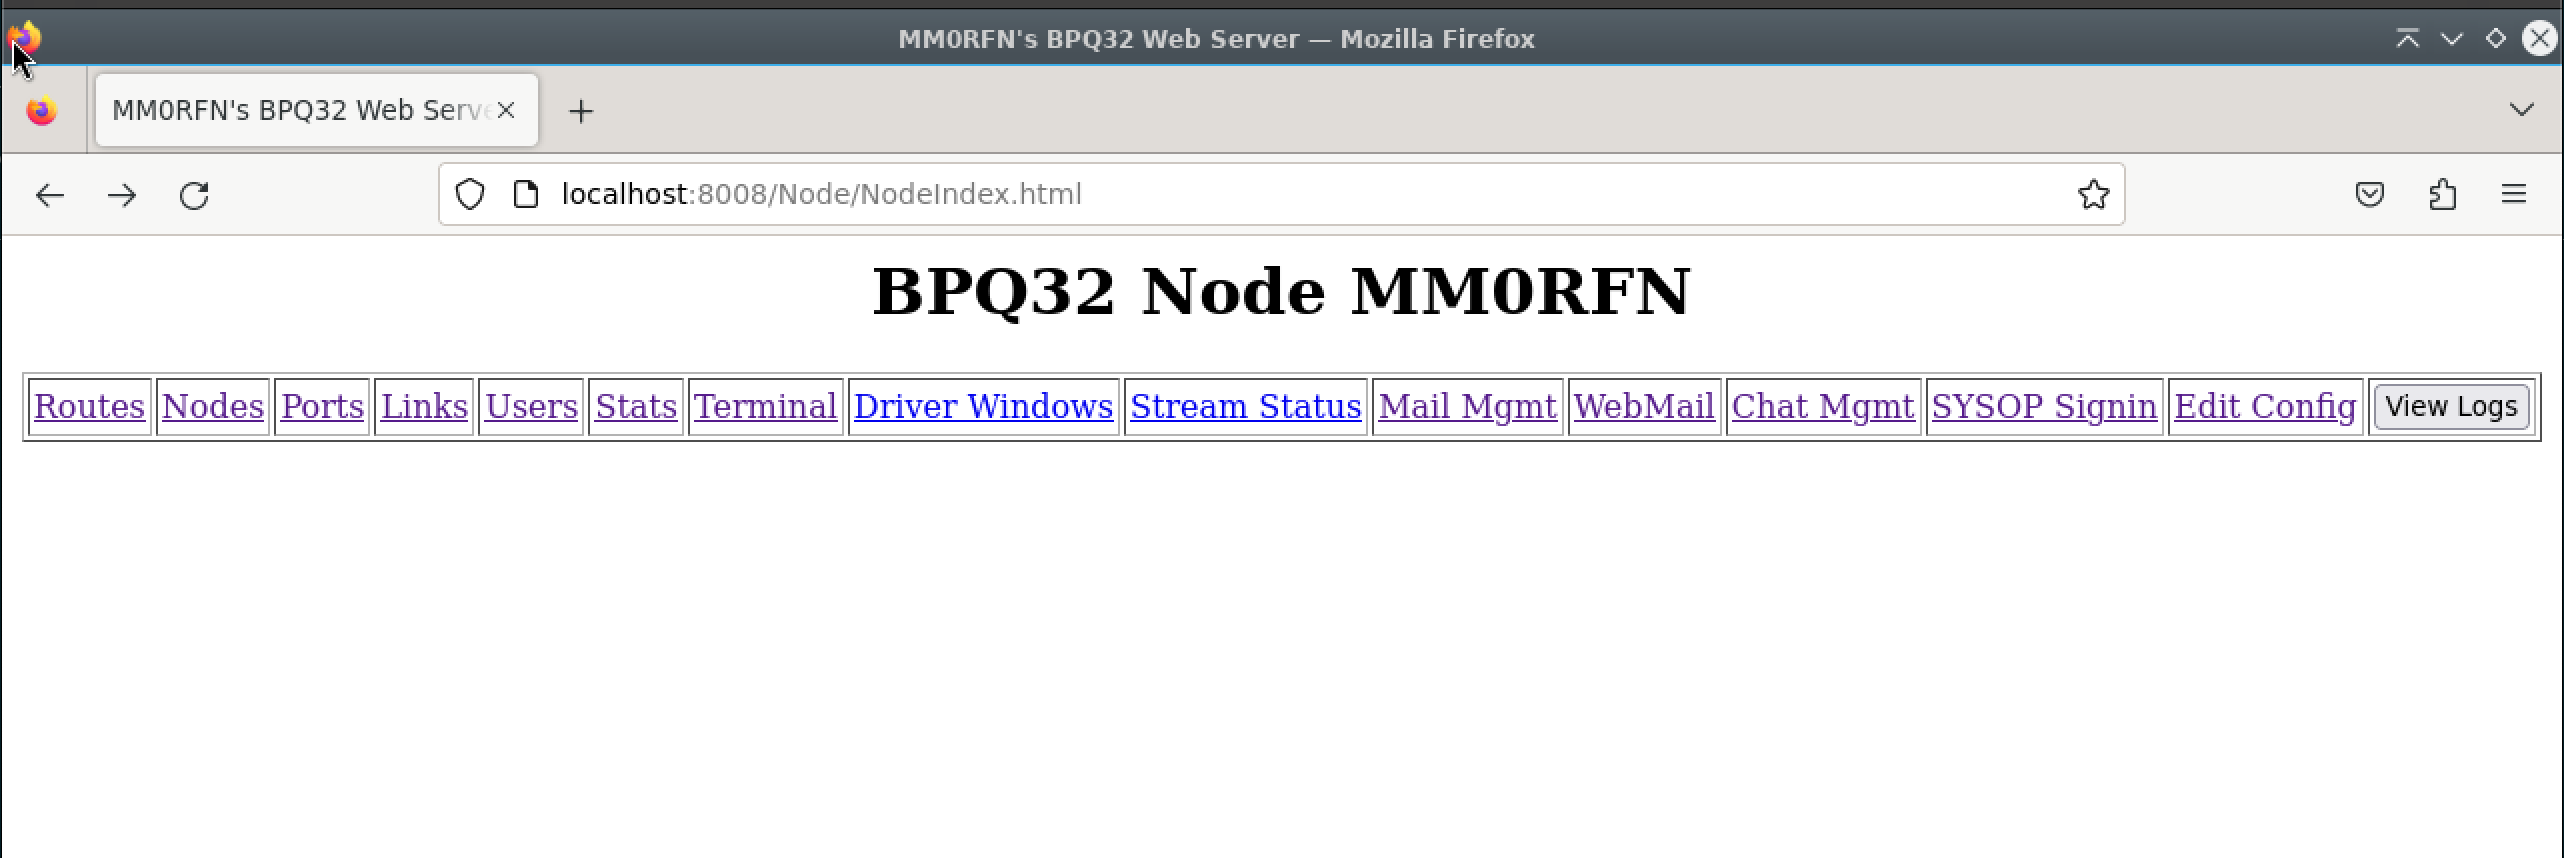 MM0RFN's BPQ32 Web Server — Mozilla Firefox
MM0RFN's BPQ32 Web Serve
localhost:8008/Node/NodeIndex.html
BPQ32 Node MM0RFN
Routes Nodes Ports Links Users Stats Terminal Driver Windows Stream Status Mail Mgmt WebMail Chat Mgmt SYSOP Signin Edit Config View Logs